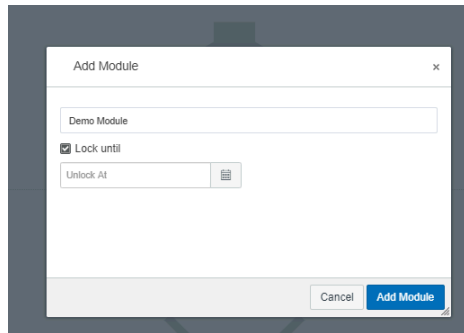 Add Module
×
Demo Module
Lock until
Unlock At
Cancel Add Module